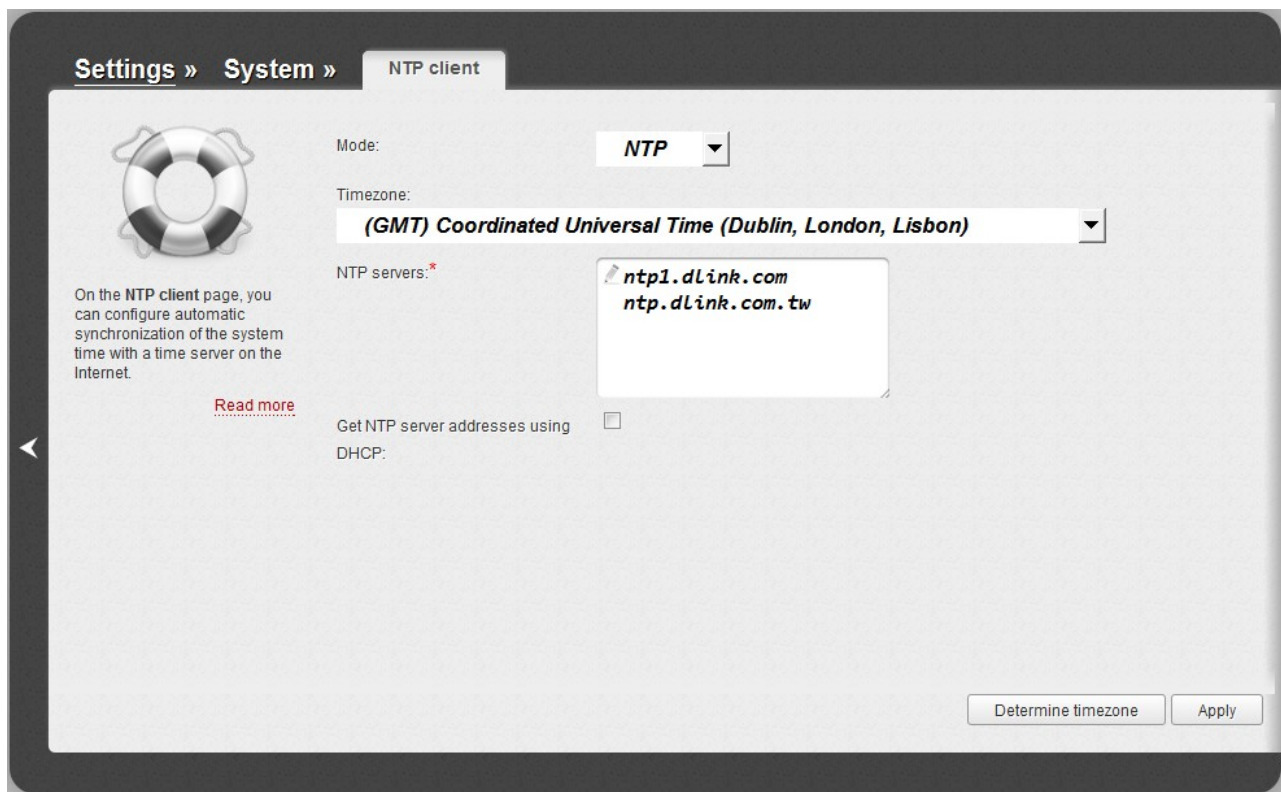 Settings » System » NTP client
Mode: NTP
Timezone:
(GMT) Coordinated Universal Time (Dublin, London, Lisbon)
NTP servers:*
ntp1.dlink.com
ntp.dlink.com.tw
On the NTP client page, you
can configure automatic
synchronization of the system
time with a time server on the
Internet.
Read more
Get NTP server addresses using
DHCP:
Determine timezone Apply